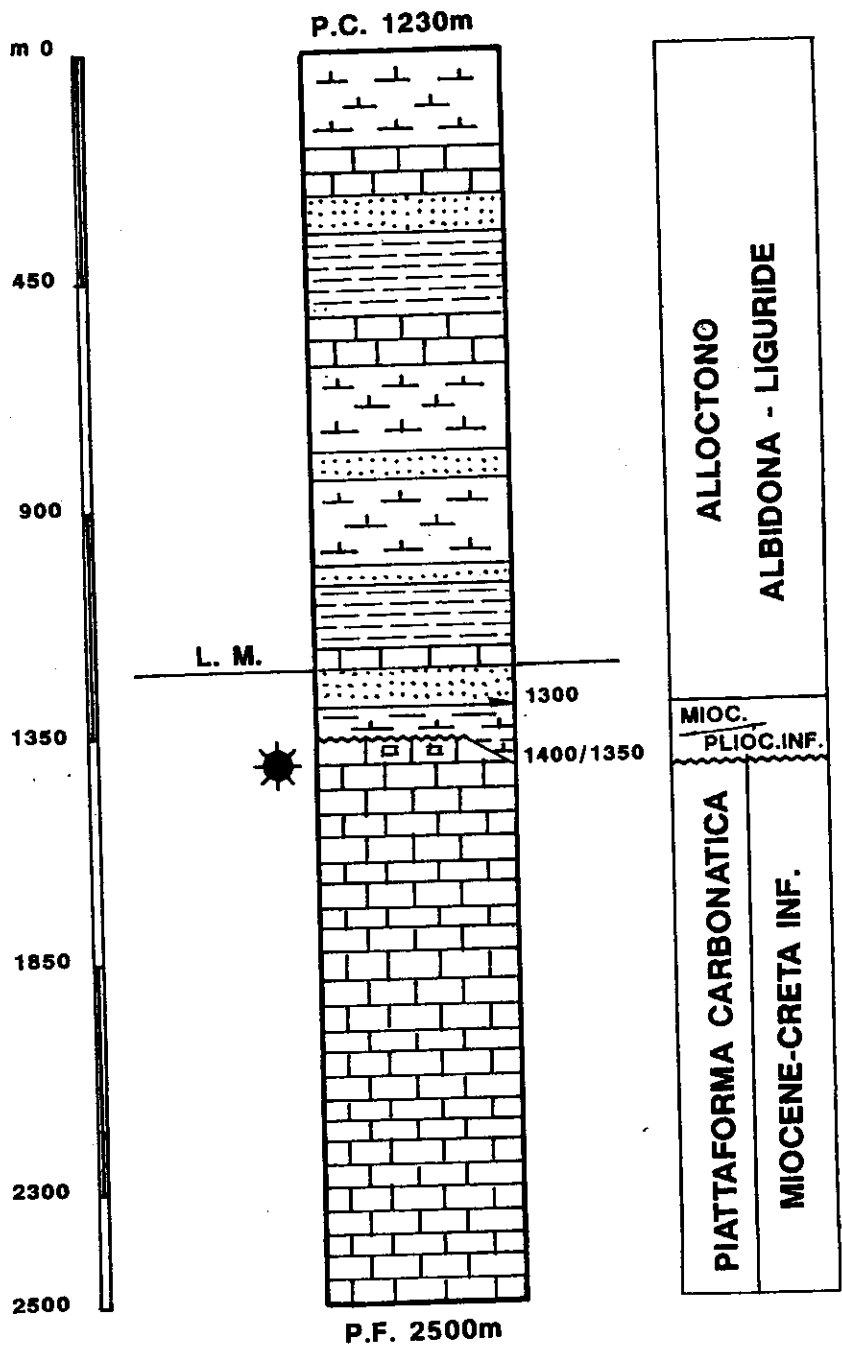 P.C. 1230m
m 0
450
900
L. M.
1300
1350
1400/1350
1850
2300
2500
P.F. 2500m
ALLOCTONO
ALBIDONA - LIGURIDE
MIOC.
PLIOC.INF.
PIATTAFORMA CARBONATICA
MIOCENE-CRETA INF.